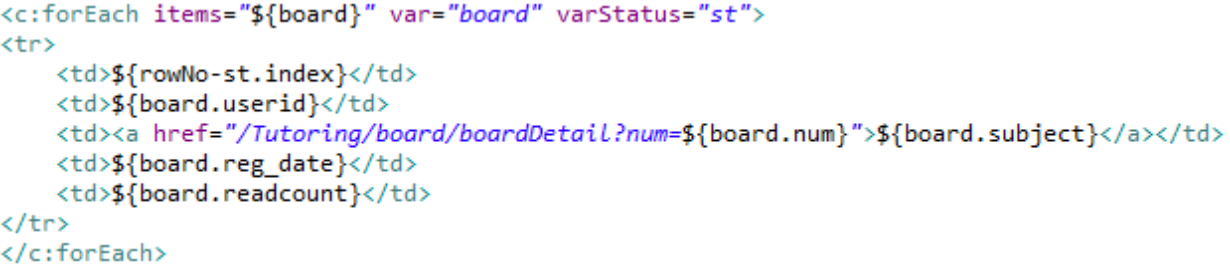 <c:forEach items="${board}" var="board" varStatus="st">
<tr>
    <td>${rowNo-st.index}</td>
    <td>${board.userid}</td>
    <td><a href="/Tutoring/board/boardDetail?num=${board.num}">${board.subject}</a></td>
    <td>${board.reg_date}</td>
    <td>${board.readcount}</td>
</tr>
</c:forEach>